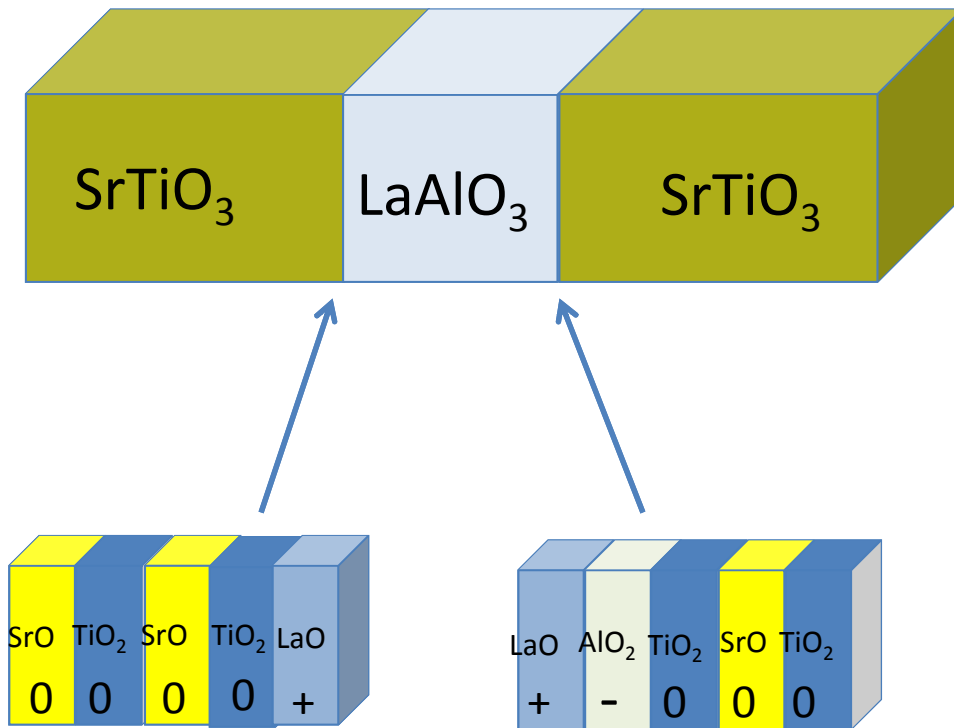 SrTiO₃ LaAlO₃ SrTiO₃
SrO TiO₂ SrO TiO₂ LaO
0 0 0 0 +
LaO AlO₂ TiO₂ SrO TiO₂
+ - 0 0 0